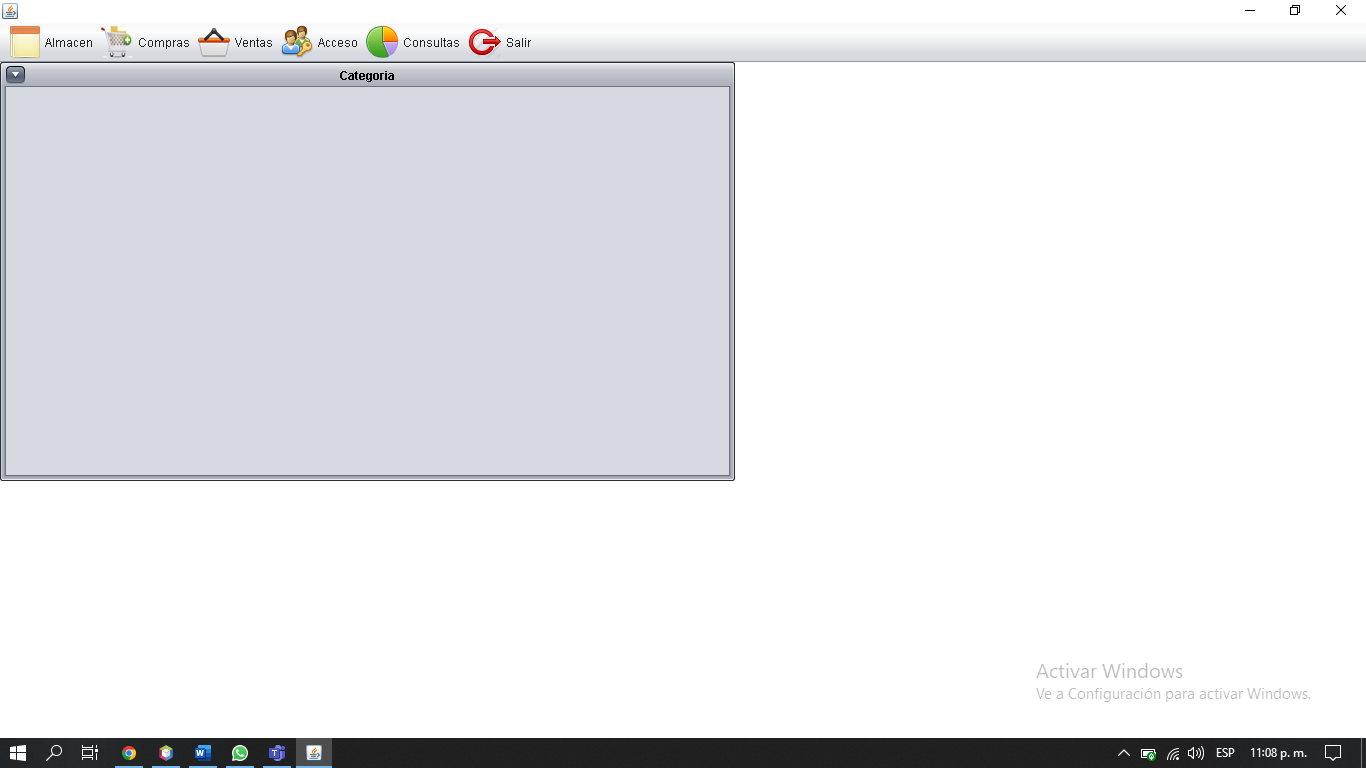 Almacen Compras Ventas Acceso Consultas Salir
Categoria
Activar Windows
Ve a Configuración para activar Windows.
ESP 11:08 p. m.